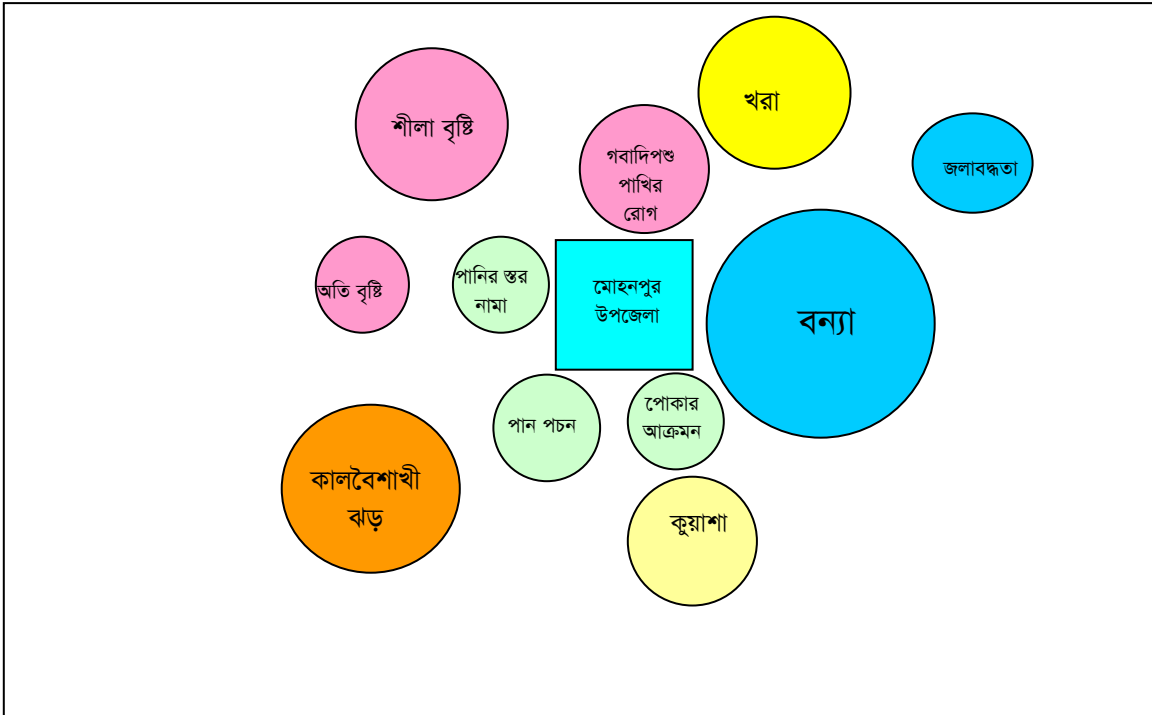 খরা
শীলা বৃষ্টি
গবাদিপশু
পাখির
রোগ
জলাবদ্ধতা
অতি বৃষ্টি
পানির স্তর
নামা
মোহনপুর
উপজেলা
বন্যা
পান পচন
পোকার
আক্রমন
কালবৈশাখী
ঝড়
কুয়াশা